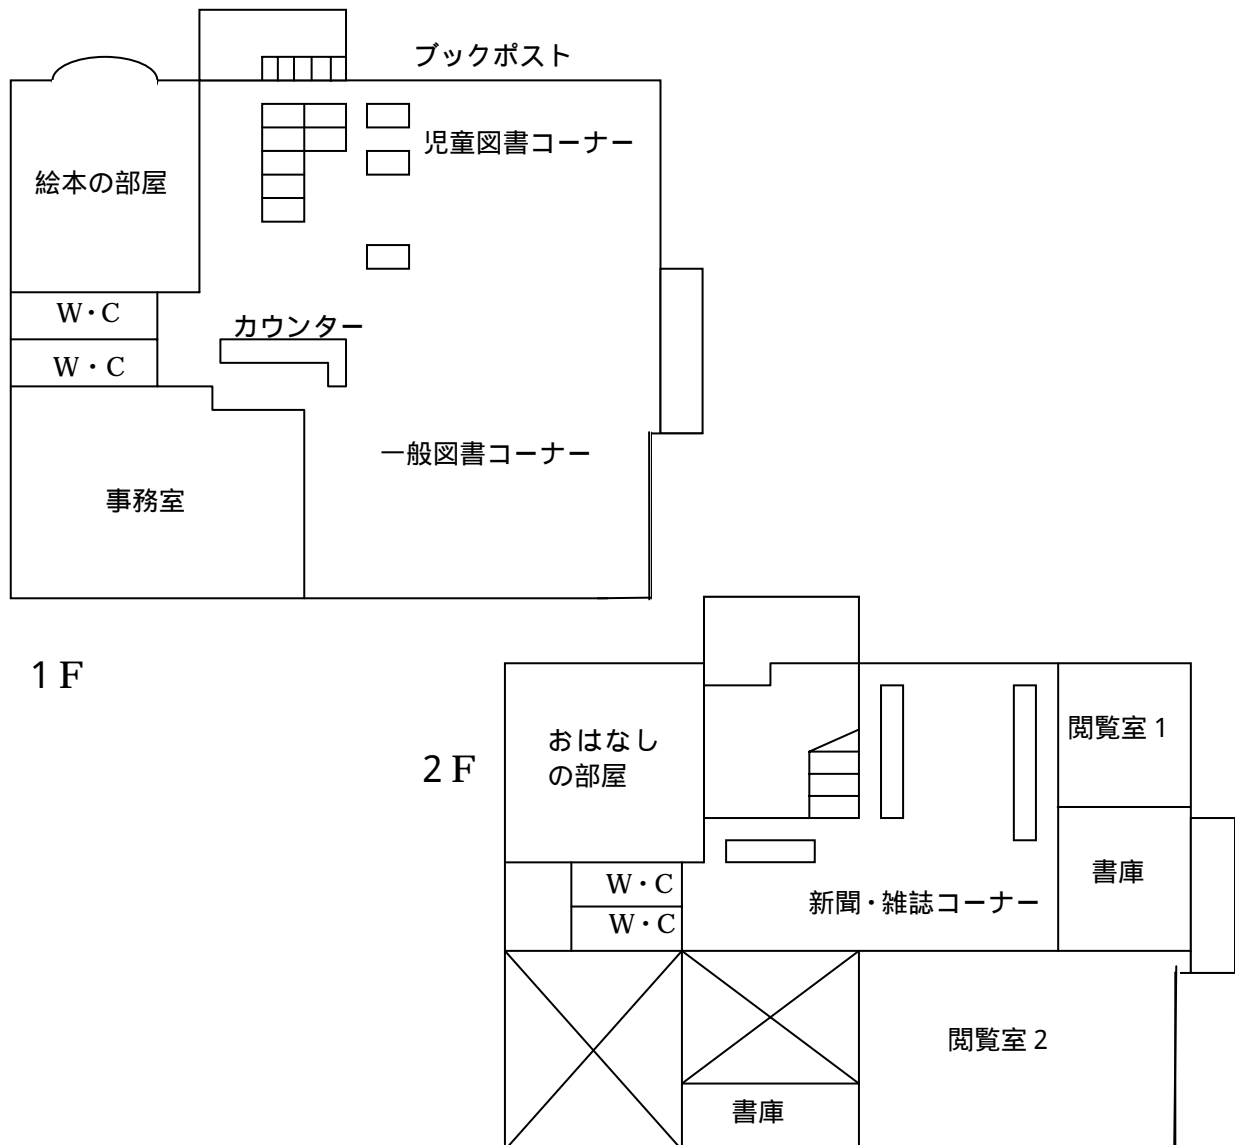 ブックポスト
児童図書コーナー
絵本の部屋
W・C
カウンター
W・C
一般図書コーナー
事務室
1F
2F
おはなし
の部屋
閲覧室1
書庫
W・C
新聞・雑誌コーナー
W・C
閲覧室2
書庫